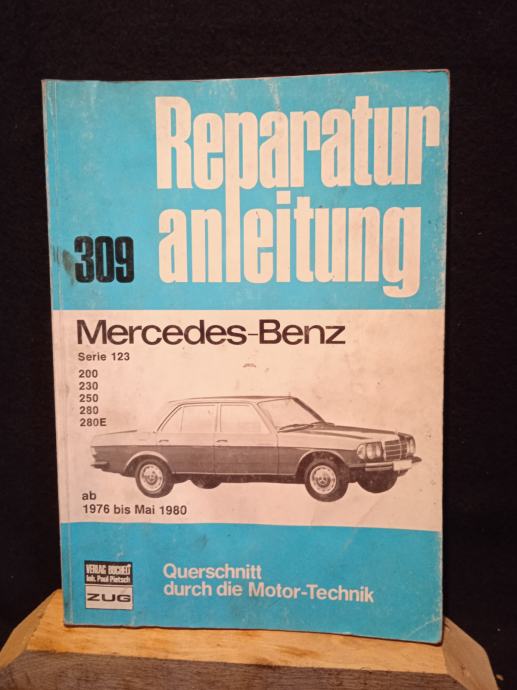 Reparatur
anleitung
309
Mercedes-Benz
Serie 123
200
230
250
280
280E
ab
1976 bis Mai 1980
VERLAG BUCHELI
Inh. Paul Pietsch
ZUG
Querschnitt
durch die Motor-Technik